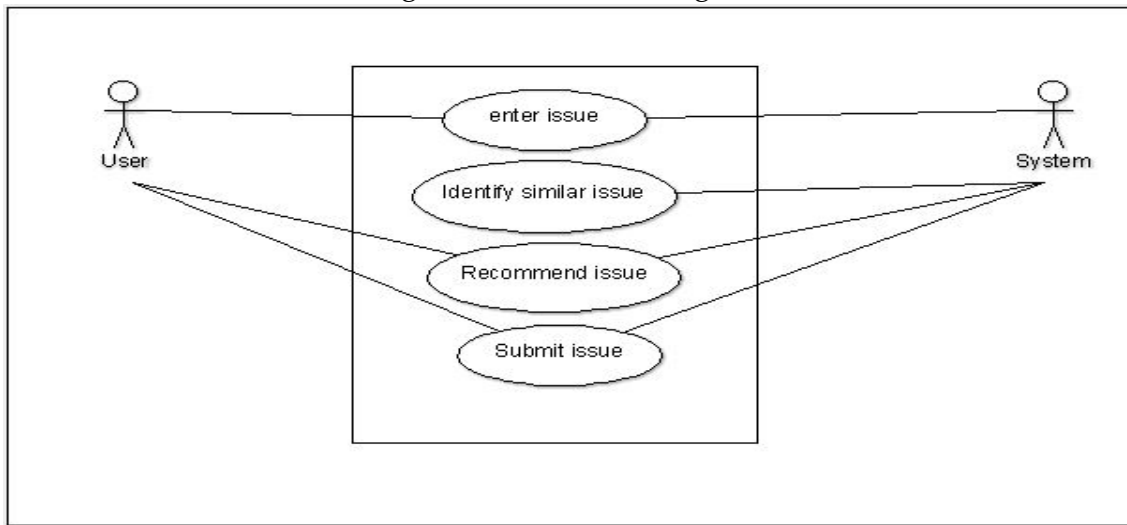 enter issue
User
System
Identify similar issue
Recommend issue
Submit issue